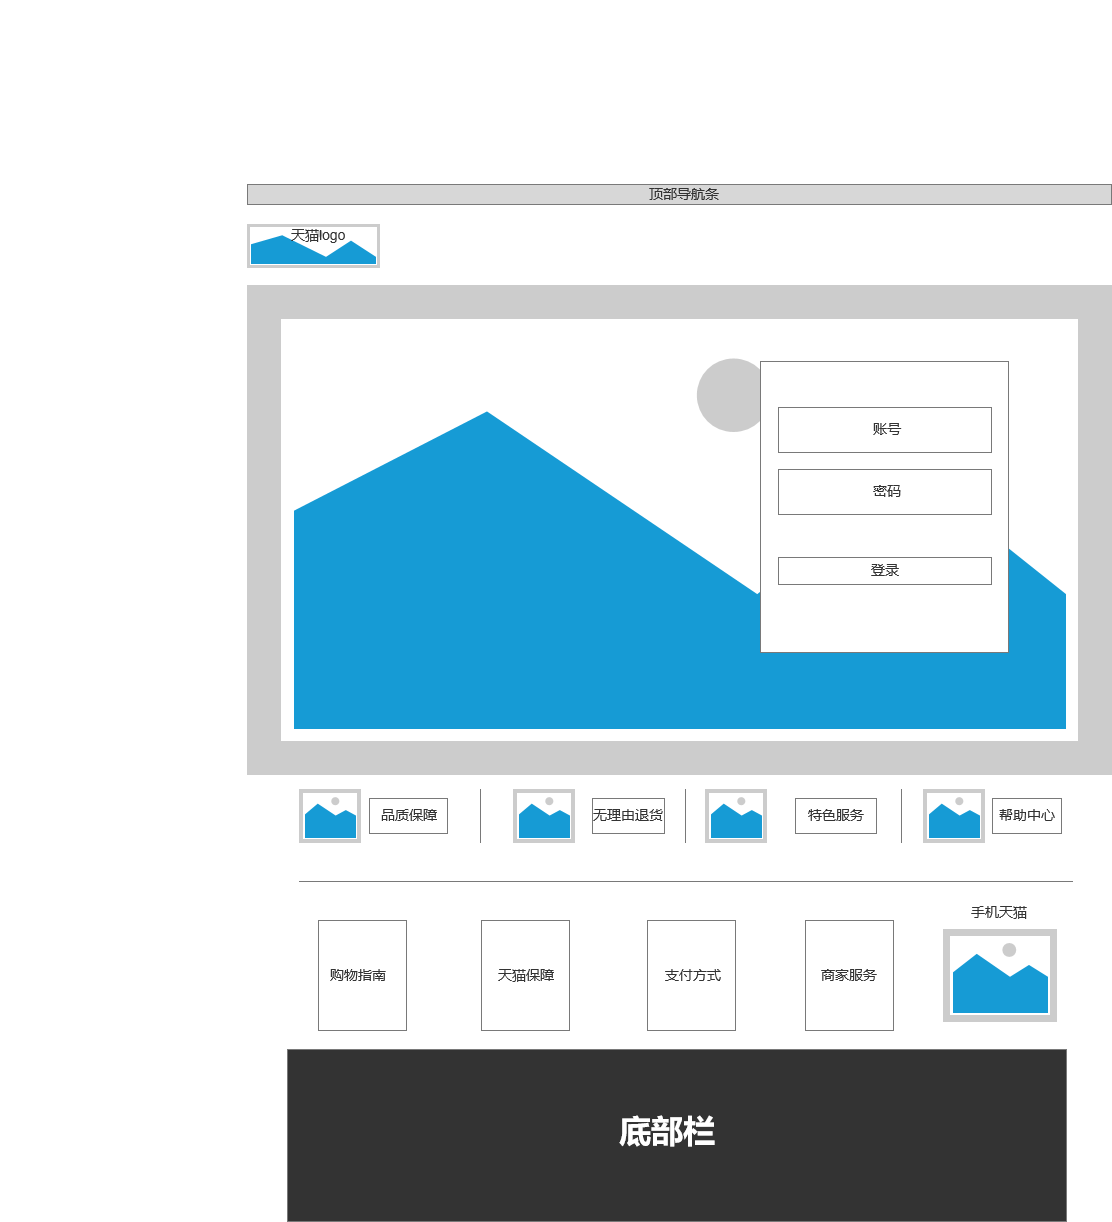 顶部导航条
天猫logo
账号
密码
登录
品质保障
无理由退货
特色服务
帮助中心
手机天猫
购物指南
天猫保障
支付方式
商家服务
底部栏